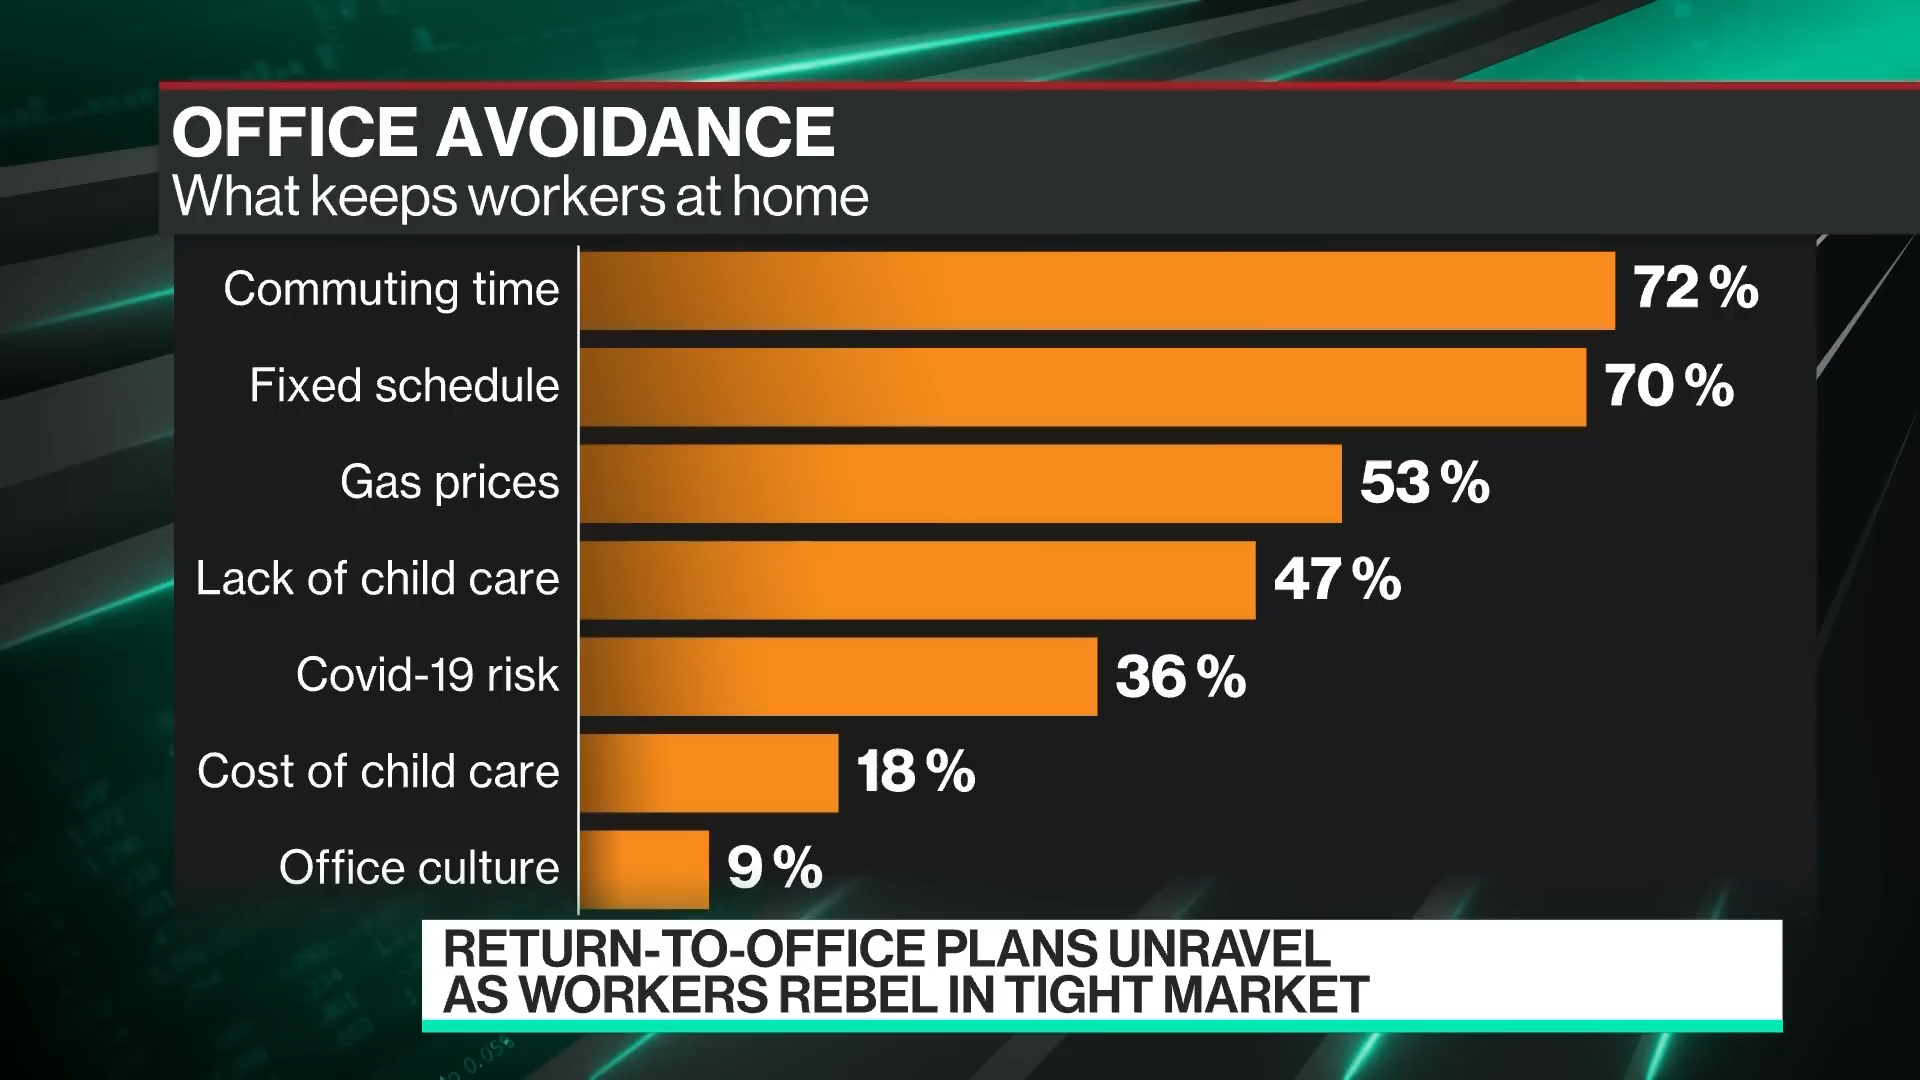 OFFICE AVOIDANCE
What keeps workers at home
Commuting time 72 %
Fixed schedule 70 %
Gas prices 53 %
Lack of child care 47 %
Covid-19 risk 36 %
Cost of child care 18 %
Office culture 9 %
RETURN-TO-OFFICE PLANS UNRAVEL
AS WORKERS REBEL IN TIGHT MARKET